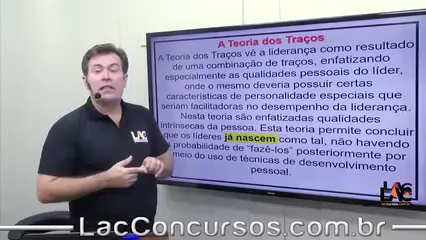 A Teoria dos Traços
A Teoria dos Traços vê a liderança como resultado
de uma combinação de traços, enfatizando
especialmente as qualidades pessoais do líder,
onde o mesmo deveria possuir certas
características de personalidade especiais que
seriam facilitadoras no desempenho da liderança.
Nesta teoria são enfatizadas qualidades
intrínsecas da pessoa. Esta teoria permite concluir
que os líderes já nascem como tal, não havendo
a probabilidade de "fazê-los" posteriormente por
meio do uso de técnicas de desenvolvimento
pessoal.
LAC
LAC
LacConcursos.com.br